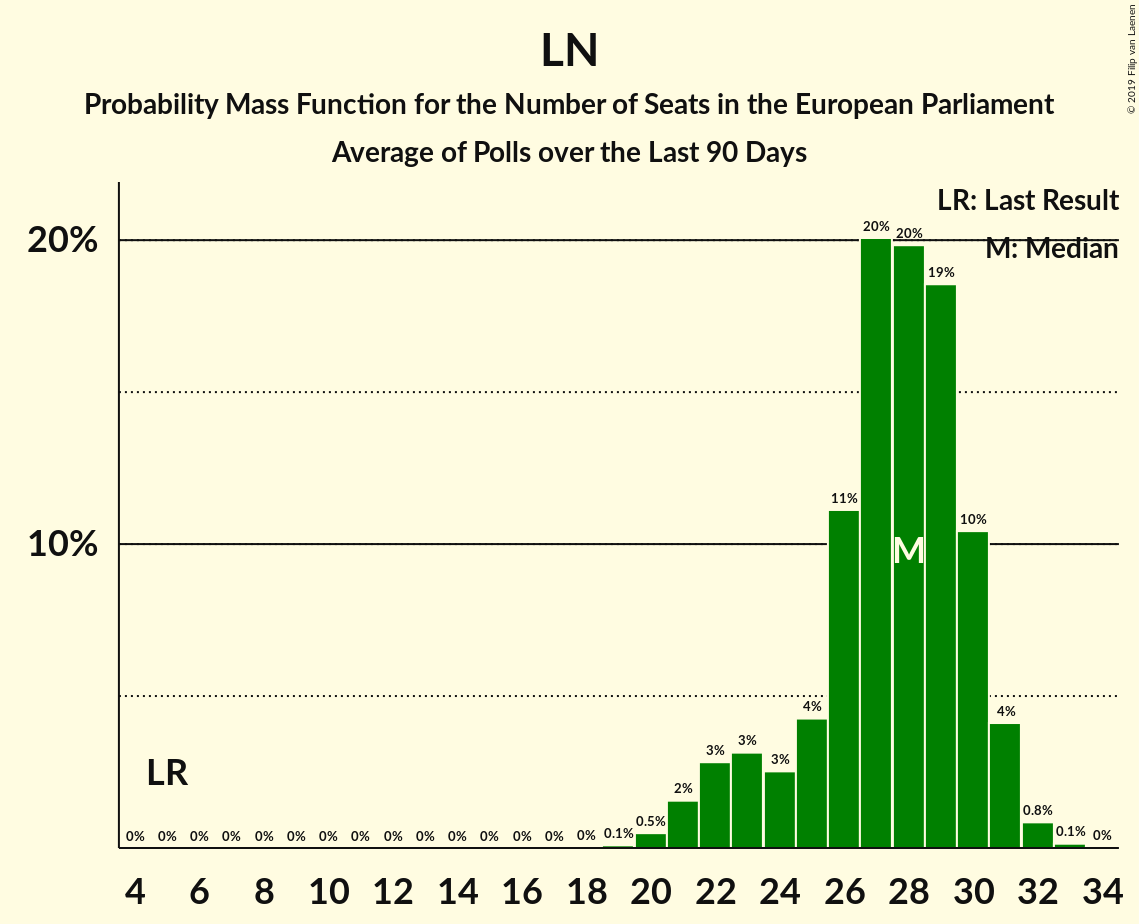 LN
Probability Mass Function for the Number of Seats in the European Parliament
Average of Polls over the Last 90 Days
© 2019 Filip van Laenen
LR: Last Result
M: Median
20%
10%
20% 20% 19%
11% 10%
M
4% 4%
3% 3% 3%
2%
LR
0% 0% 0% 0% 0% 0% 0% 0% 0% 0% 0% 0% 0% 0% 0% 0.1% 0.5% 0.8% 0.1% 0%
4 6 8 10 12 14 16 18 20 22 24 26 28 30 32 34